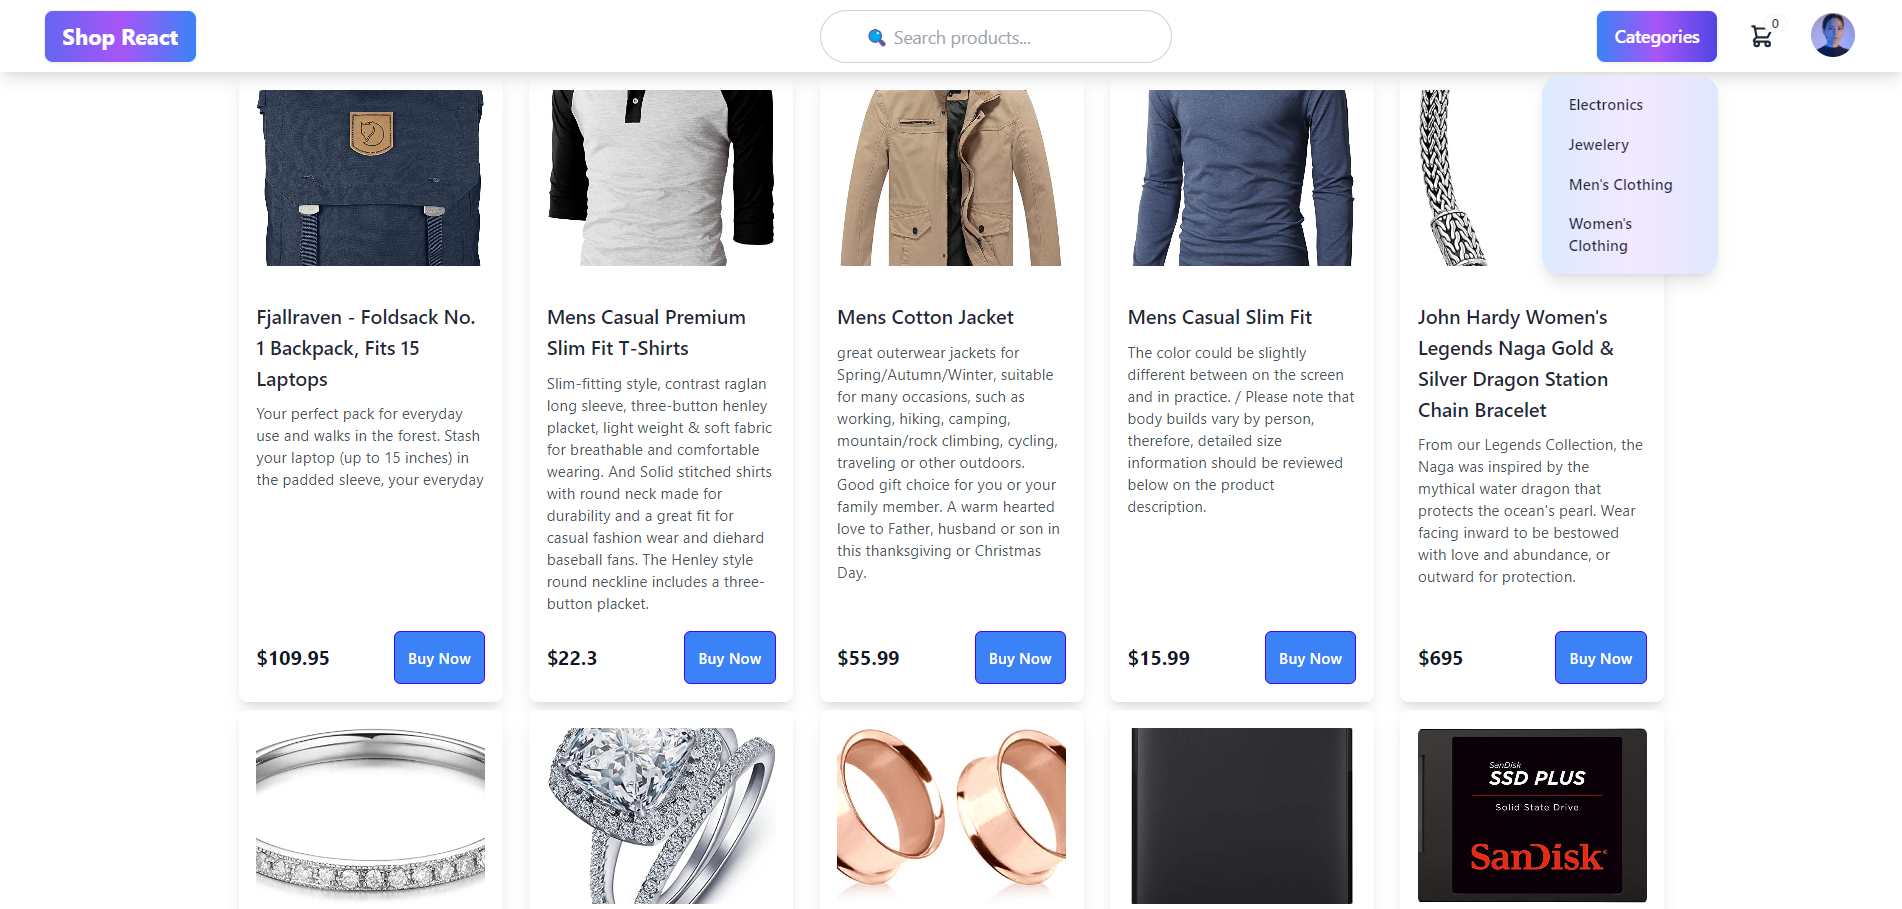 Shop React
Search products...
Categories
0
Electronics
Jewelery
Men's Clothing
Women's
Clothing
Fjallraven - Foldsack No.
1 Backpack, Fits 15
Laptops
Your perfect pack for everyday
use and walks in the forest. Stash
your laptop (up to 15 inches) in
the padded sleeve, your everyday
$109.95
Buy Now
Mens Casual Premium
Slim Fit T-Shirts
Slim-fitting style, contrast raglan
long sleeve, three-button henley
placket, light weight & soft fabric
for breathable and comfortable
wearing. And Solid stitched shirts
with round neck made for
durability and a great fit for
casual fashion wear and diehard
baseball fans. The Henley style
round neckline includes a three-
button placket.
$22.3
Buy Now
Mens Cotton Jacket
great outerwear jackets for
Spring/Autumn/Winter, suitable
for many occasions, such as
working, hiking, camping,
mountain/rock climbing, cycling,
traveling or other outdoors.
Good gift choice for you or your
family member. A warm hearted
love to Father, husband or son in
this thanksgiving or Christmas
Day.
$55.99
Buy Now
Mens Casual Slim Fit
The color could be slightly
different between on the screen
and in practice. / Please note that
body builds vary by person,
therefore, detailed size
information should be reviewed
below on the product
description.
$15.99
Buy Now
John Hardy Women's
Legends Naga Gold &
Silver Dragon Station
Chain Bracelet
From our Legends Collection, the
Naga was inspired by the
mythical water dragon that
protects the ocean's pearl. Wear
facing inward to be bestowed
with love and abundance, or
outward for protection.
$695
Buy Now
SanDisk
SSD PLUS
Solid State Drive
SanDisk